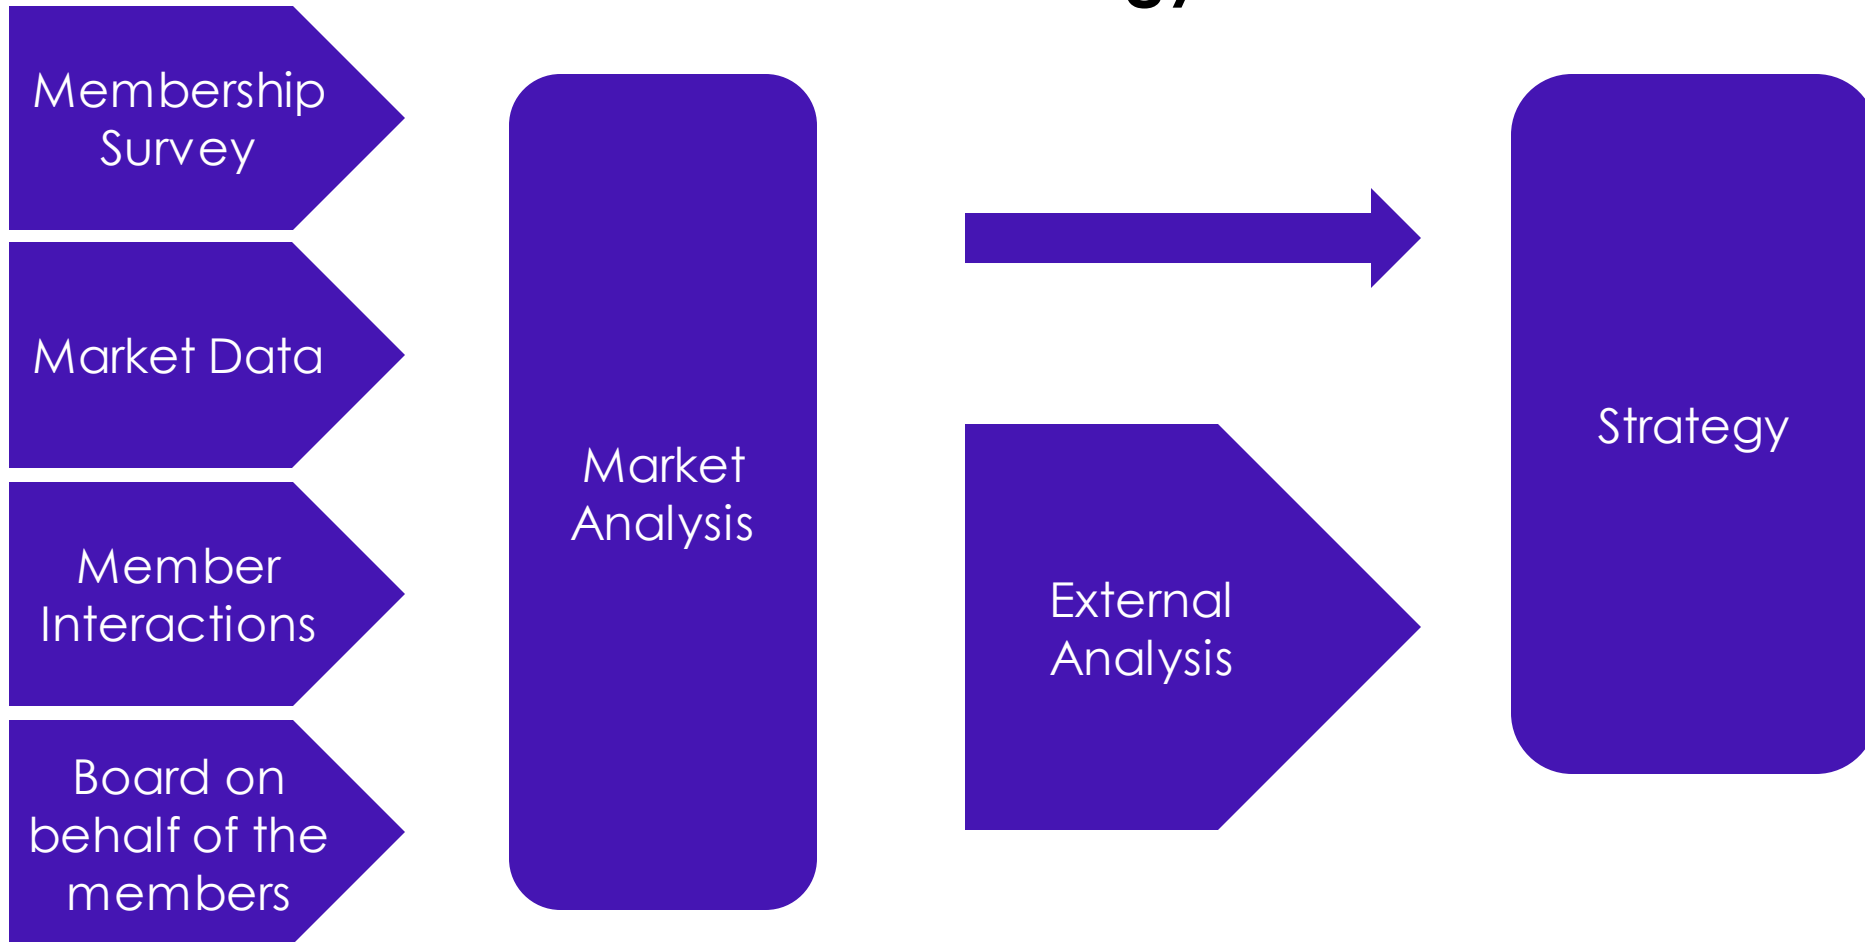 Membership
Survey
Market Data
Member
Interactions
Board on
behalf of the
members
Market
Analysis
External
Analysis
Strategy